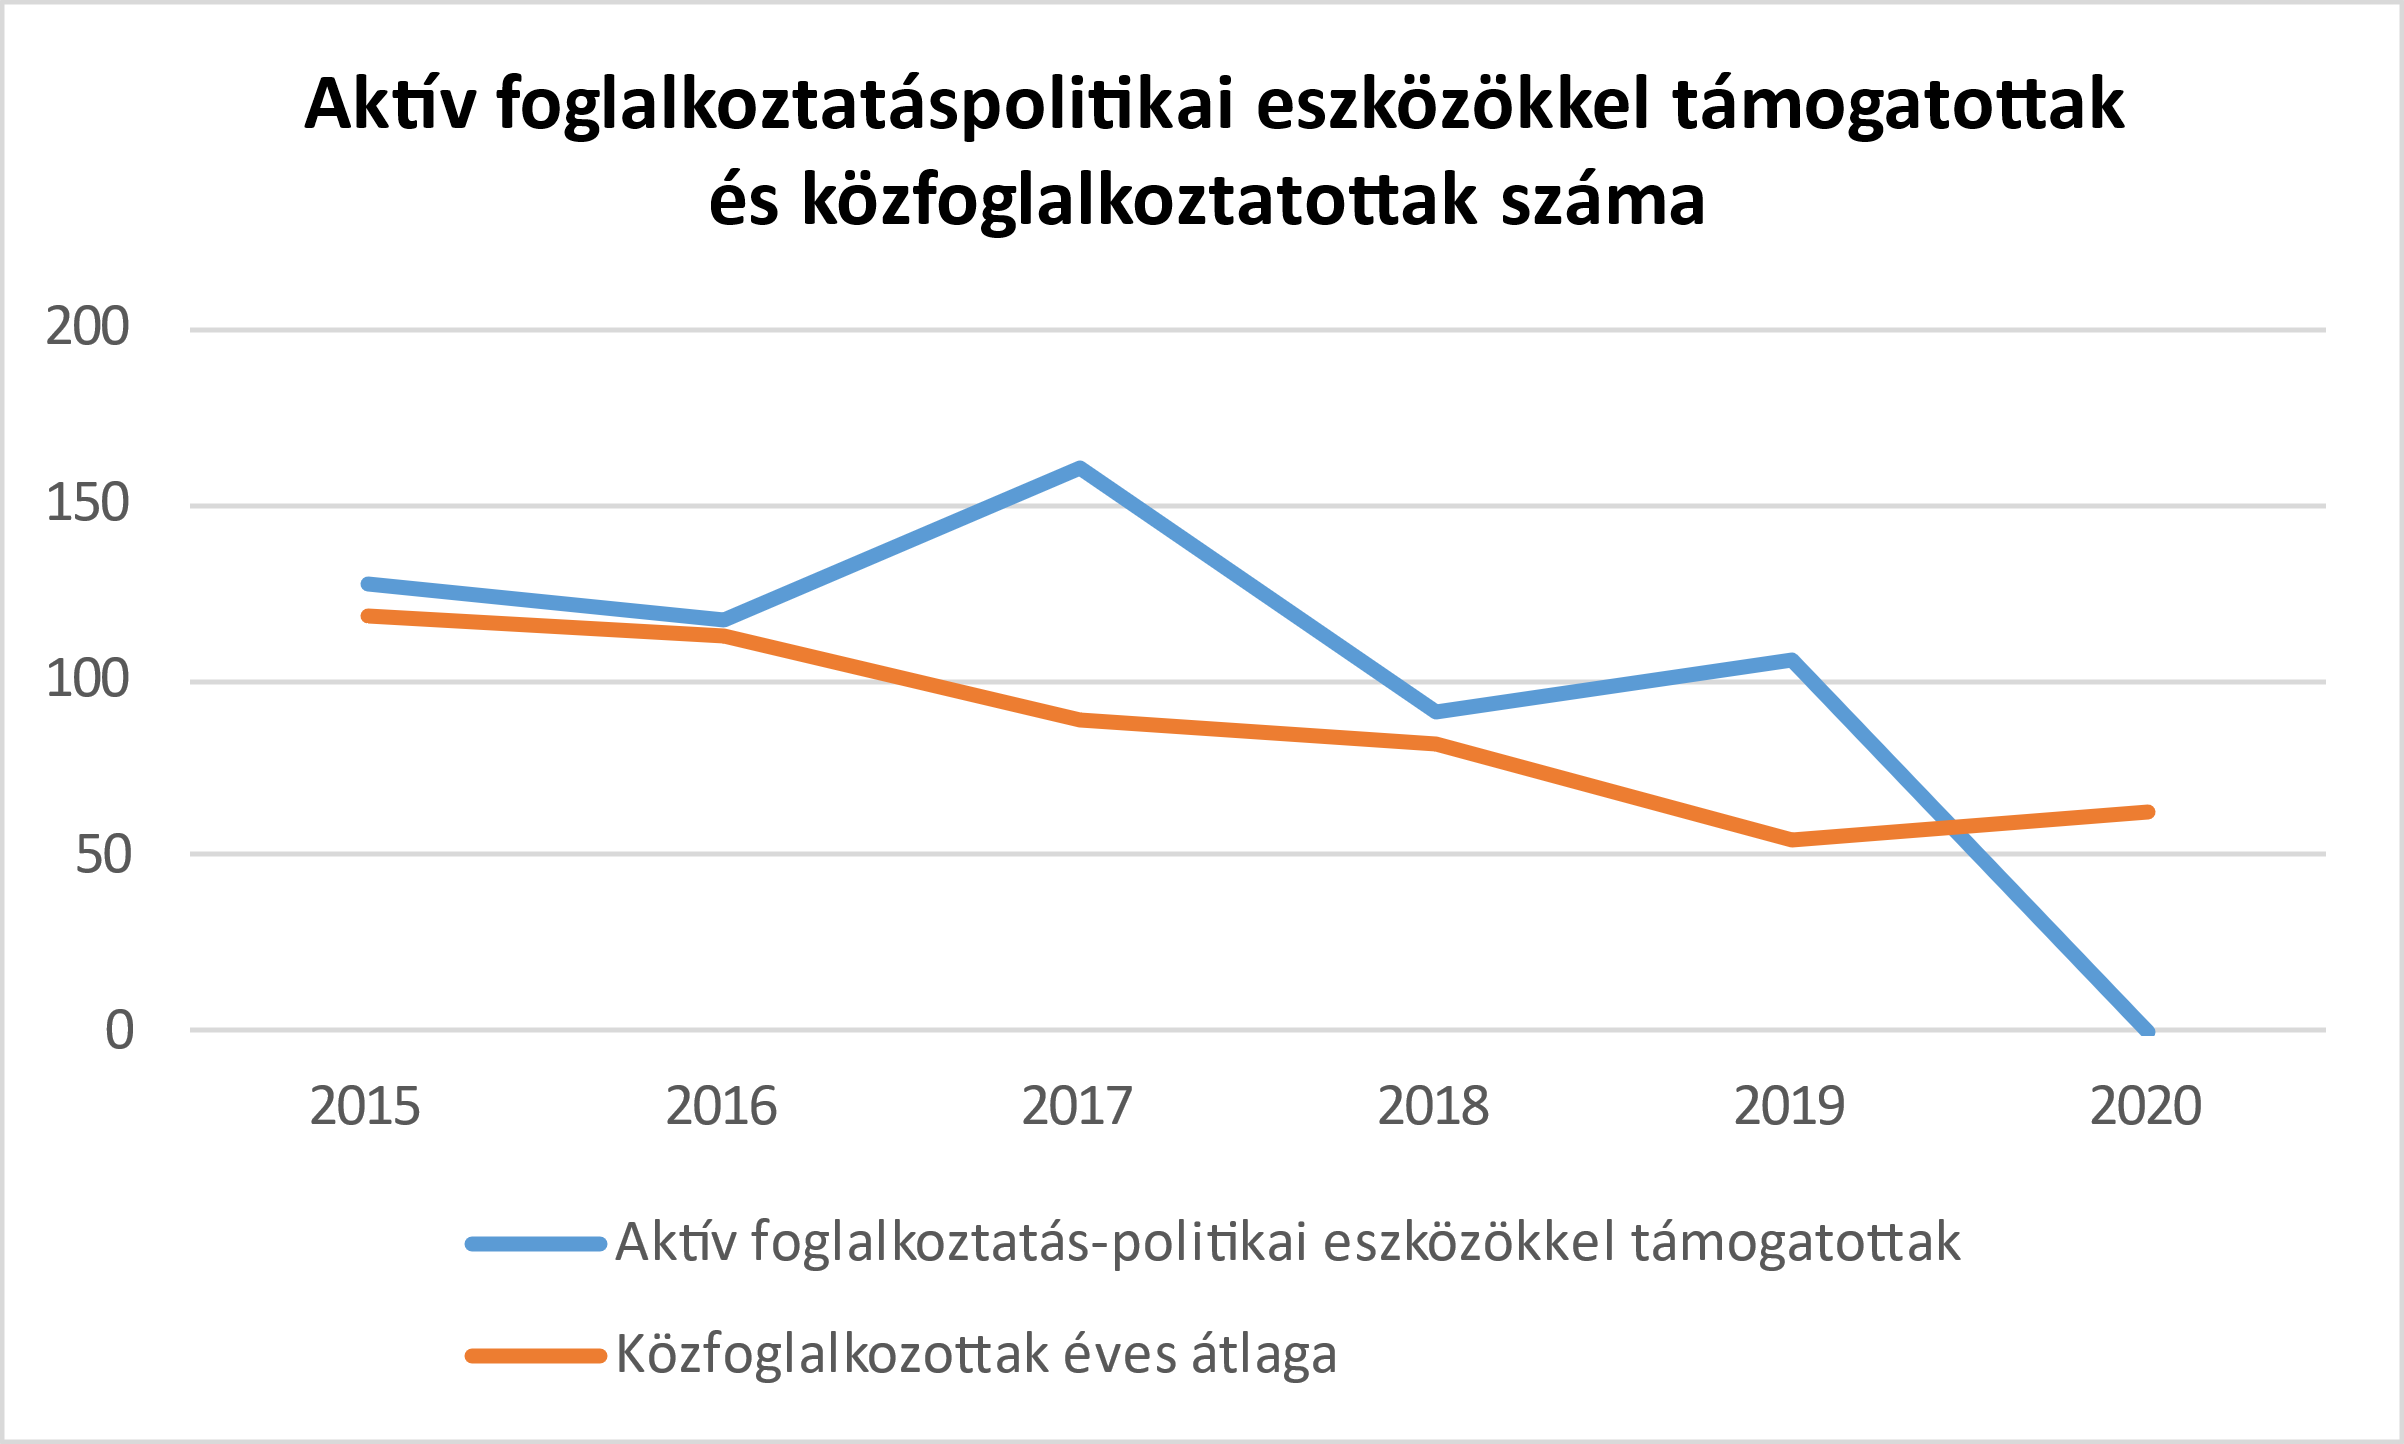 Aktív foglalkoztatáspolitikai eszközökkel támogatottak
és közfoglalkoztatottak száma
200
150
100
50
0
2015 2016 2017 2018 2019 2020
Aktív foglalkoztatás-politikai eszközökkel támogatottak
Közfoglalkozottak éves átlaga